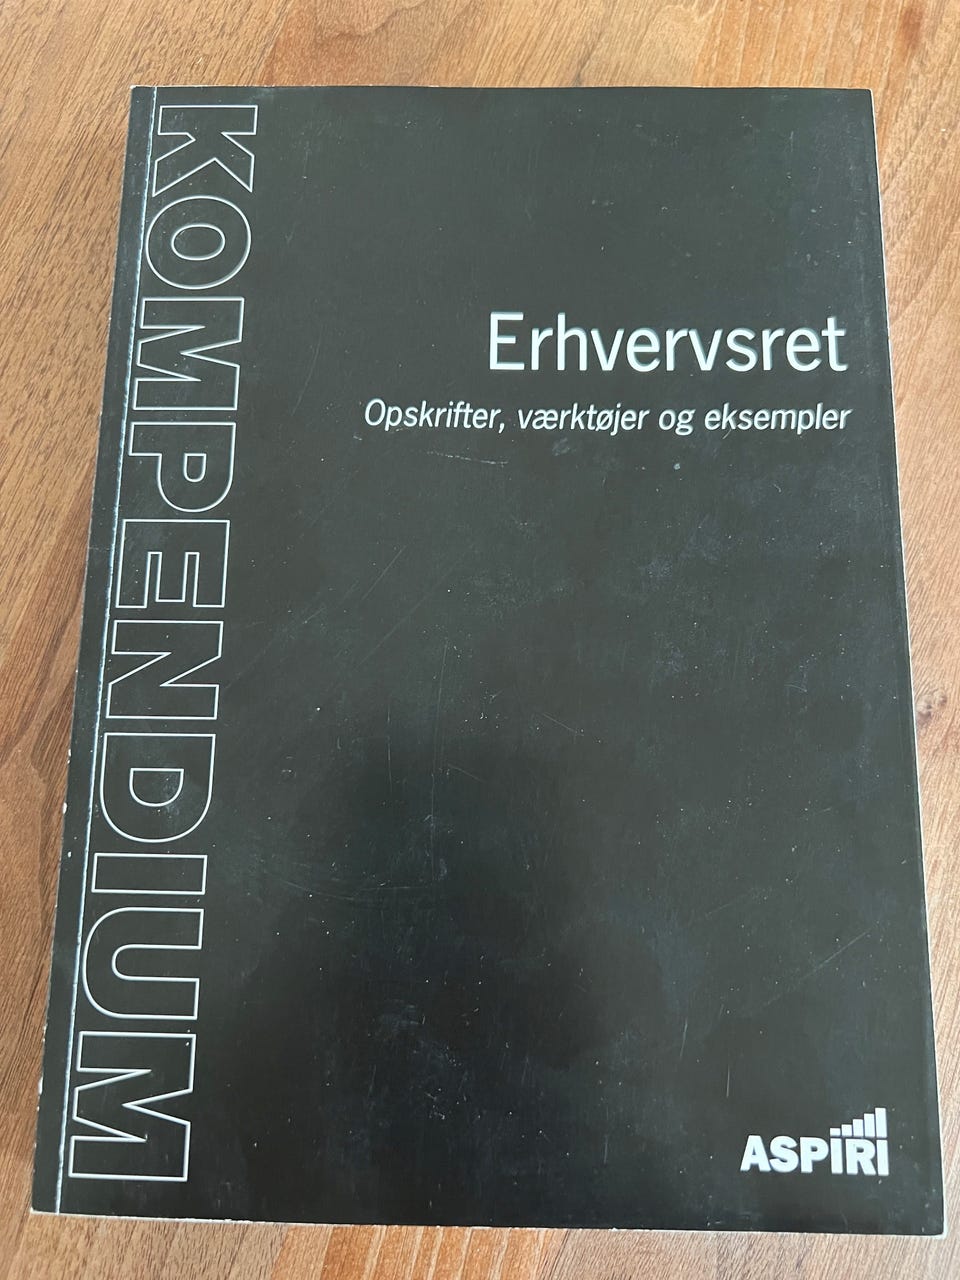 KOMPENDIUM
Erhvervsret
Opskrifter, værktøjer og eksempler
ASPIRI